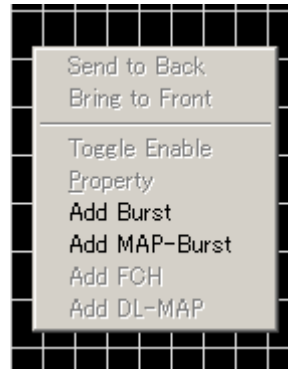 Send to Back
Bring to Front
Toggle Enable
Property
Add Burst
Add MAP-Burst
Add FCH
Add DL-MAP